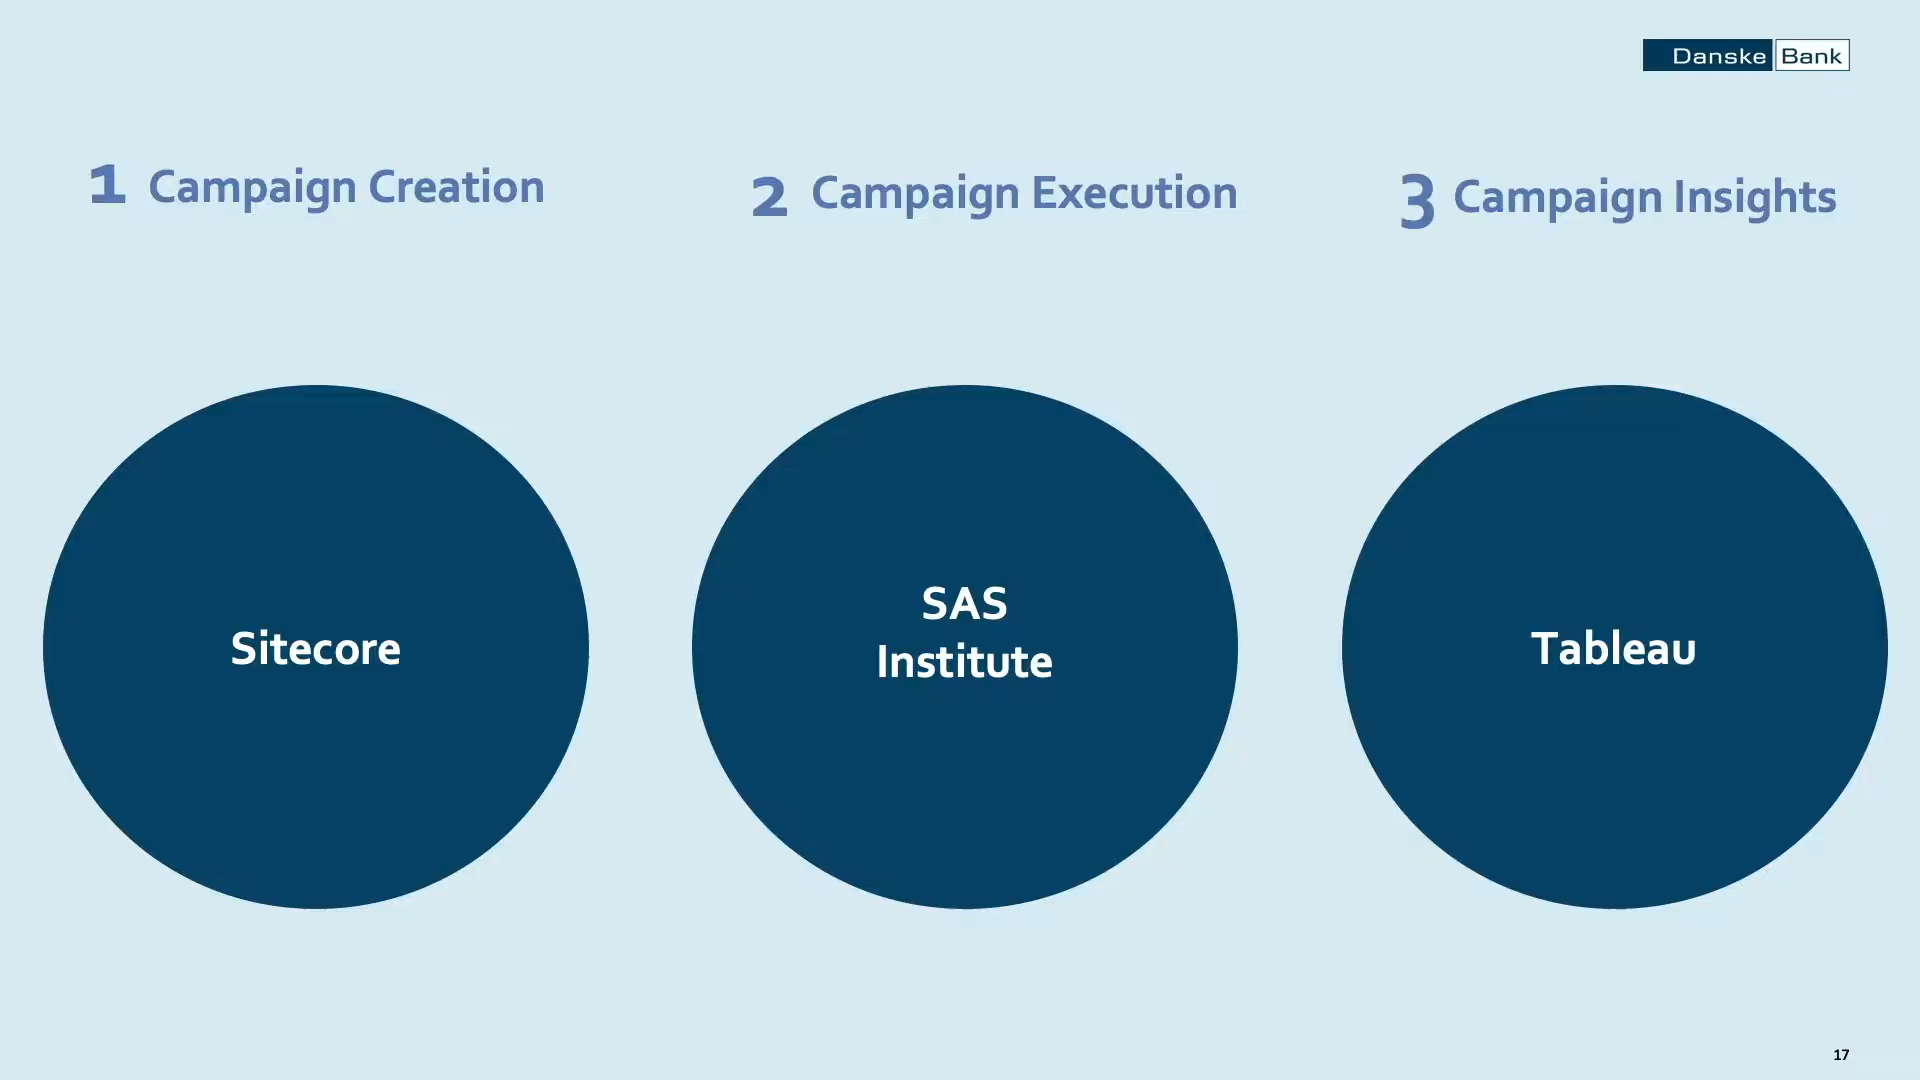 Danske Bank
1 Campaign Creation
2 Campaign Execution
3 Campaign Insights
Sitecore
SAS
Institute
Tableau
17